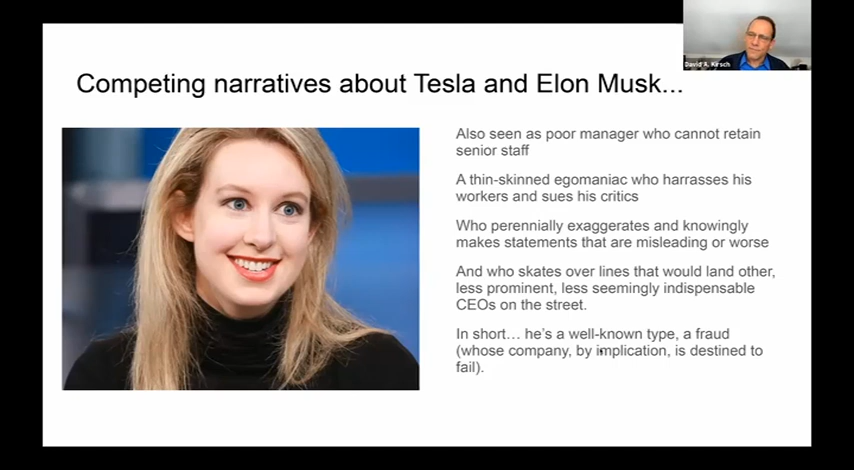 David A. Kirsch
Competing narratives about Tesla and Elon Musk...
Also seen as poor manager who cannot retain
senior staff
A thin-skinned egomaniac who harrasses his
workers and sues his critics
Who perennially exaggerates and knowingly
makes statements that are misleading or worse
And who skates over lines that would land other,
less prominent, less seemingly indispensable
CEOs on the street.
In short… he's a well-known type, a fraud
(whose company, by implication, is destined to
fail).